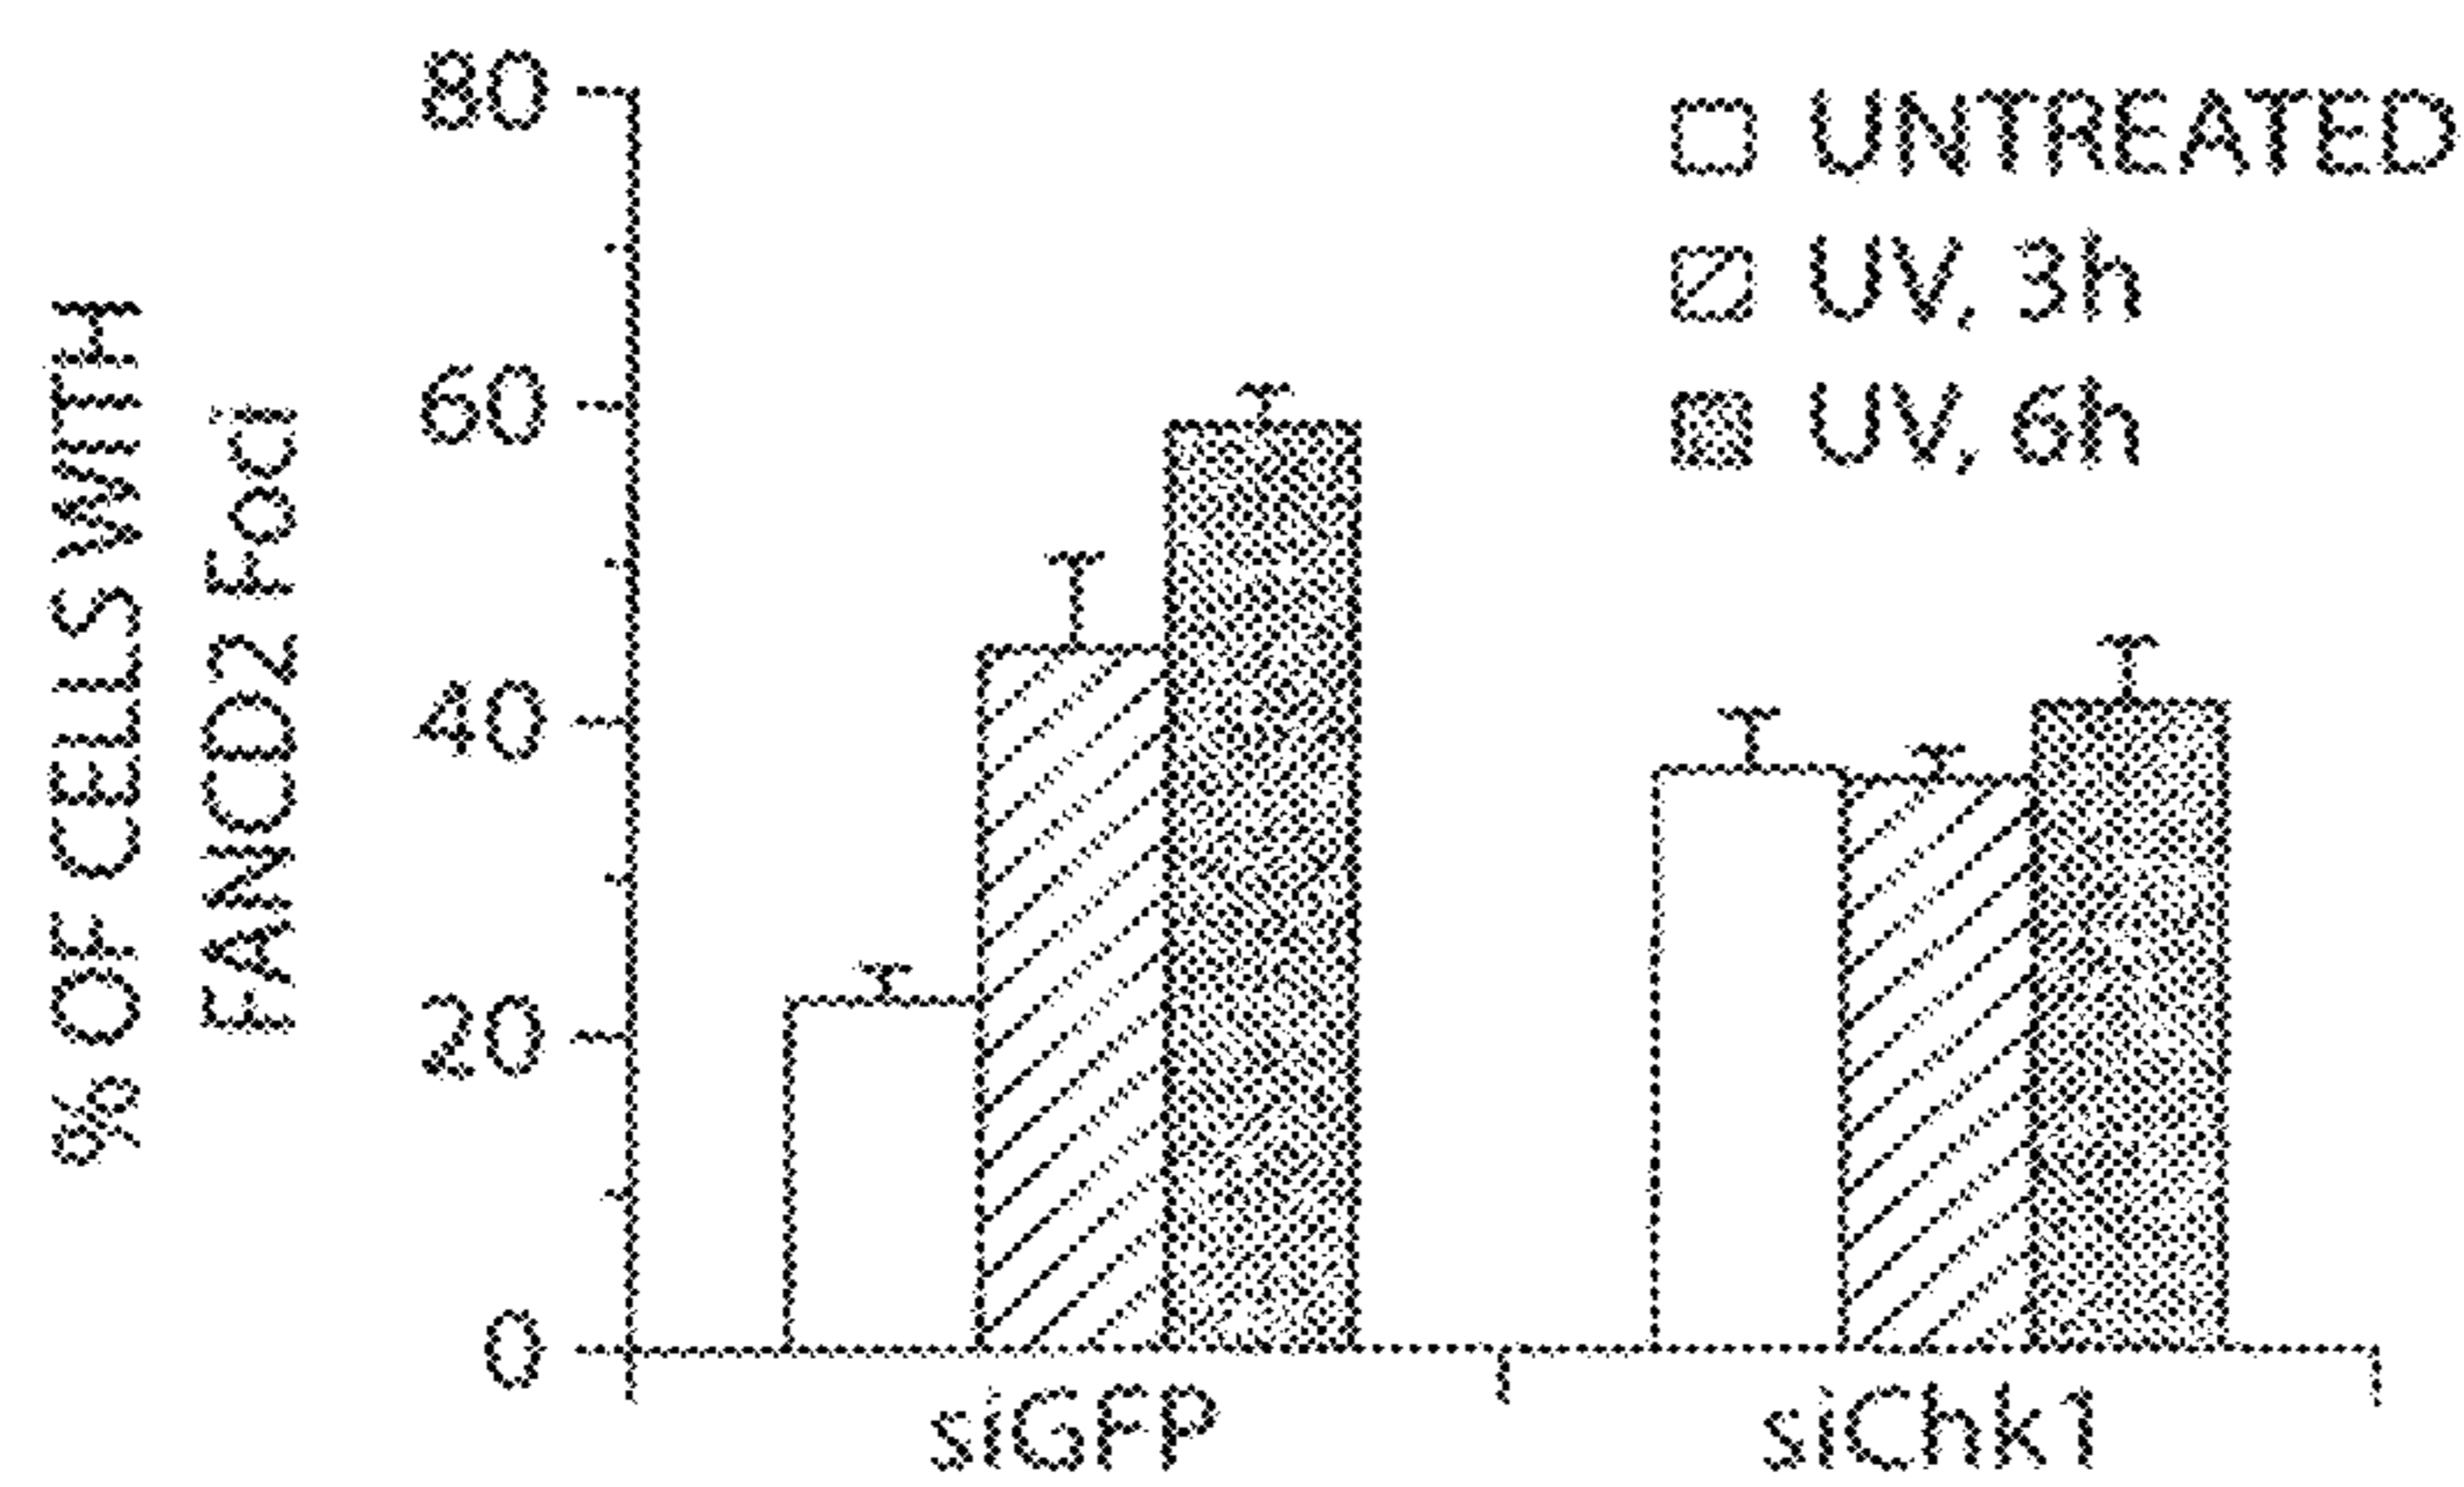 % OF CELLS WITH
FANCD2 Foci
80
60
40
20
0
UNTREATED
UV, 3h
UV, 6h
siGFP
siChk1